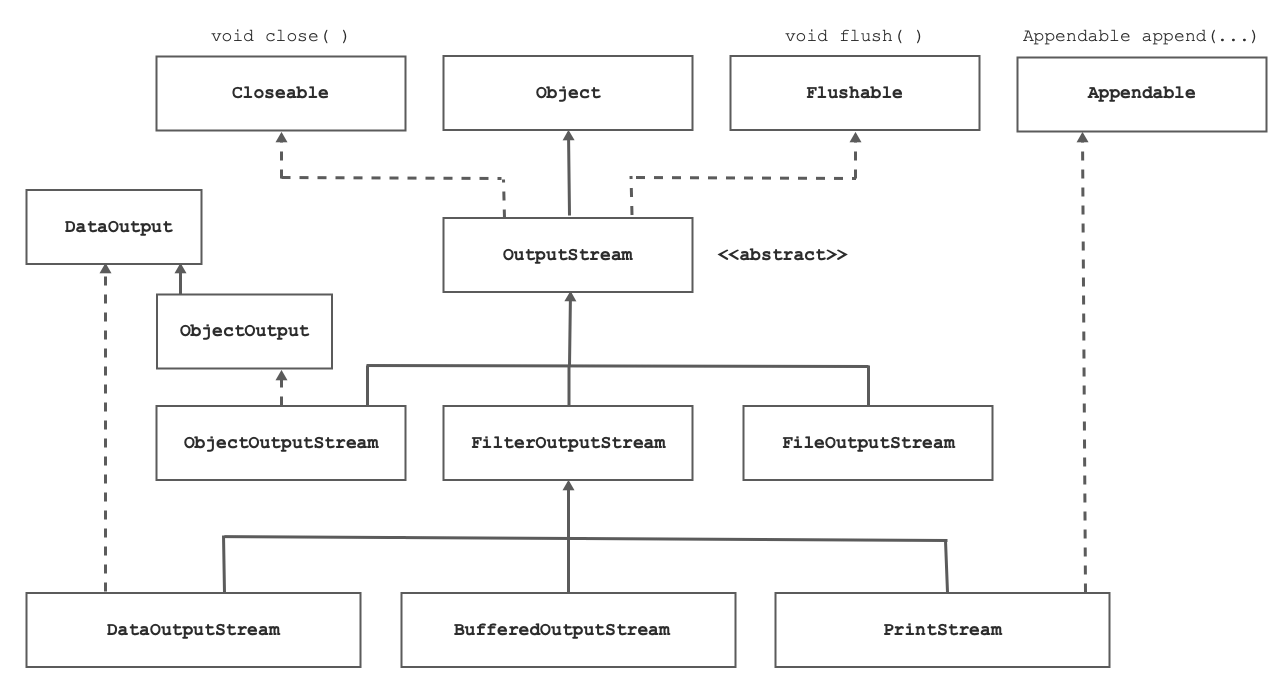 void close( )
void flush( )
Appendable append(...)
Closeable
Object
Flushable
Appendable
DataOutput
OutputStream
<<abstract>>
ObjectOutput
ObjectOutputStream
FilterOutputStream
FileOutputStream
DataOutputStream
BufferedOutputStream
PrintStream